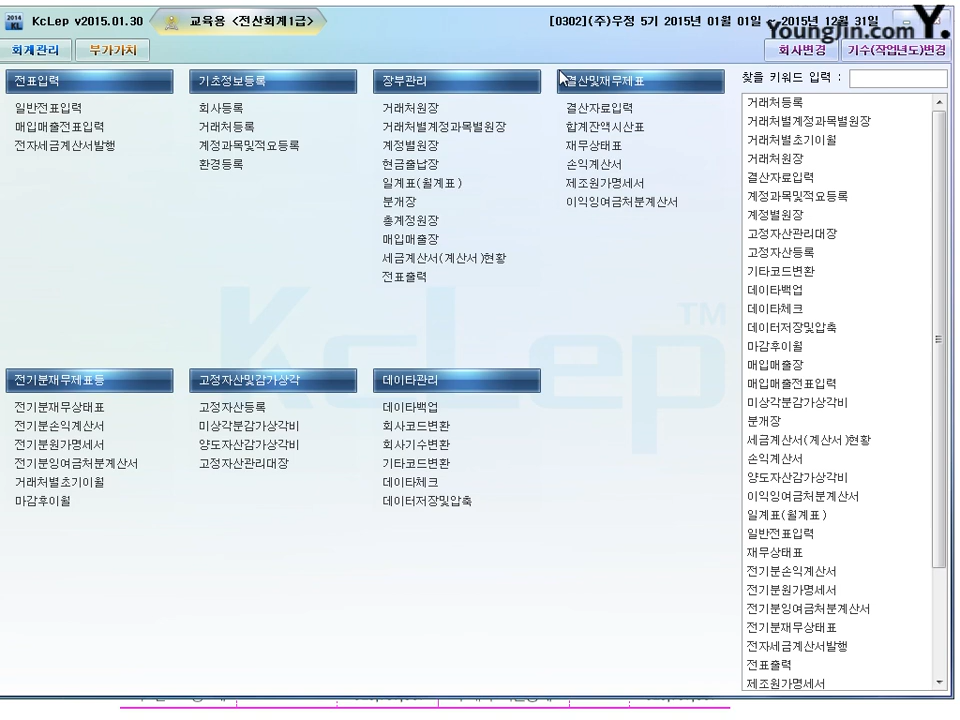 KcLep v2015.01.30 교육용 <전산회계1급> [0302](주)우정 5기 2015년 01월 01일 ~ 2015년 12월 31일
YoungJin.com Y.
회계관리 부가가치 회사변경 기수(작업년도)변경
찾을 키워드 입력 :
전표입력
일반전표입력
매입매출전표입력
전자세금계산서발행
기초정보등록
회사등록
거래처등록
계정과목및적요등록
환경등록
장부관리
거래처원장
거래처별계정과목별원장
계정별원장
현금출납장
일계표(월계표)
분개장
총계정원장
매입매출장
세금계산서(계산서)현황
전표출력
결산및재무제표
결산자료입력
합계잔액시산표
재무상태표
손익계산서
제조원가명세서
이익잉여금처분계산서
전기분재무제표등
전기분재무상태표
전기분손익계산서
전기분원가명세서
전기분잉여금처분계산서
거래처별초기이월
마감후이월
고정자산및감가상각
고정자산등록
미상각분감가상각비
양도자산감가상각비
고정자산관리대장
데이타관리
데이타백업
회사코드변환
회사기수변환
기타코드변환
데이타체크
데이터저장및압축
거래처등록
거래처별계정과목별원장
거래처별초기이월
거래처원장
결산자료입력
계정과목및적요등록
계정별원장
고정자산관리대장
고정자산등록
기타코드변환
데이타백업
데이타체크
데이터저장및압축
마감후이월
매입매출장
매입매출전표입력
미상각분감가상각비
분개장
세금계산서(계산서)현황
손익계산서
양도자산감가상각비
이익잉여금처분계산서
일계표(월계표)
일반전표입력
재무상태표
전기분손익계산서
전기분원가명세서
전기분잉여금처분계산서
전기분재무상태표
전자세금계산서발행
전표출력
제조원가명세서
KcLep™